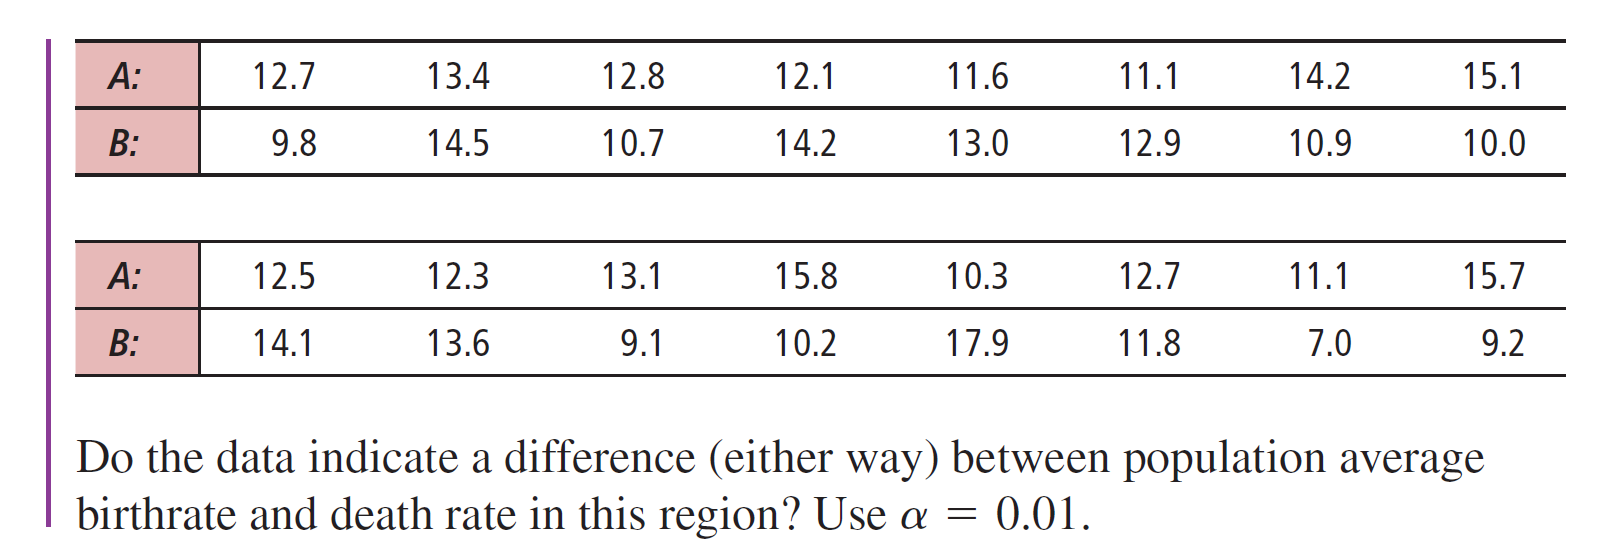 A: 12.7 13.4 12.8 12.1 11.6 11.1 14.2 15.1
B: 9.8 14.5 10.7 14.2 13.0 12.9 10.9 10.0
A: 12.5 12.3 13.1 15.8 10.3 12.7 11.1 15.7
B: 14.1 13.6 9.1 10.2 17.9 11.8 7.0 9.2
Do the data indicate a difference (either way) between population average
birthrate and death rate in this region? Use α = 0.01.